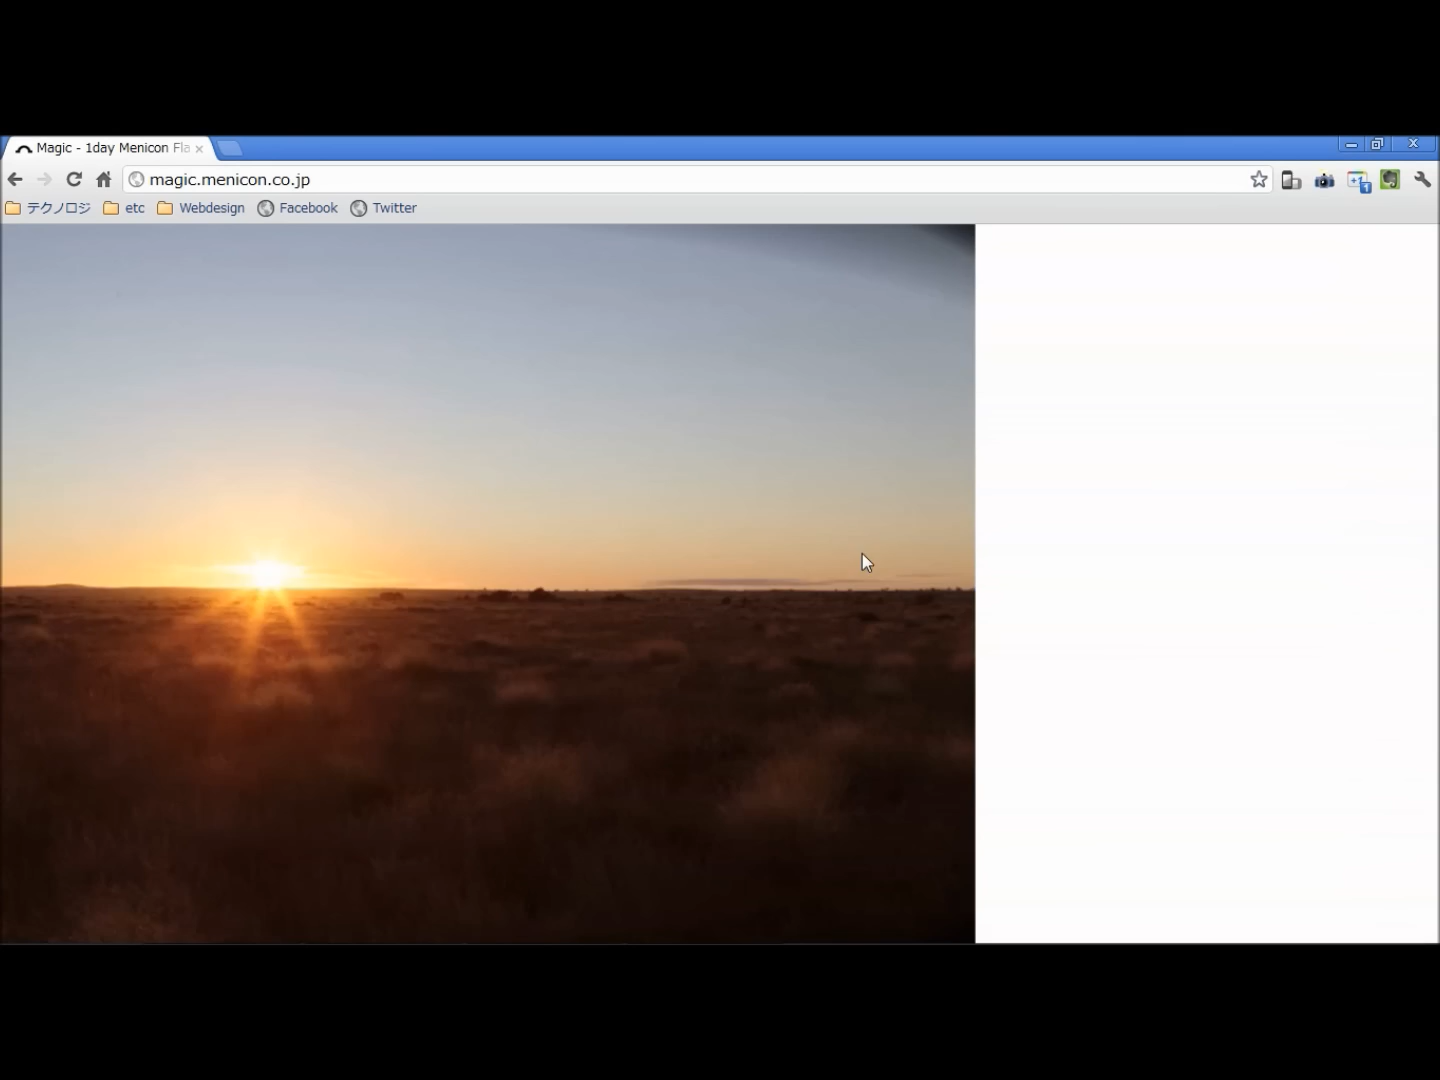 Magic - 1day Menicon Fla
magic.menicon.co.jp
テクノロジ etc Webdesign Facebook Twitter